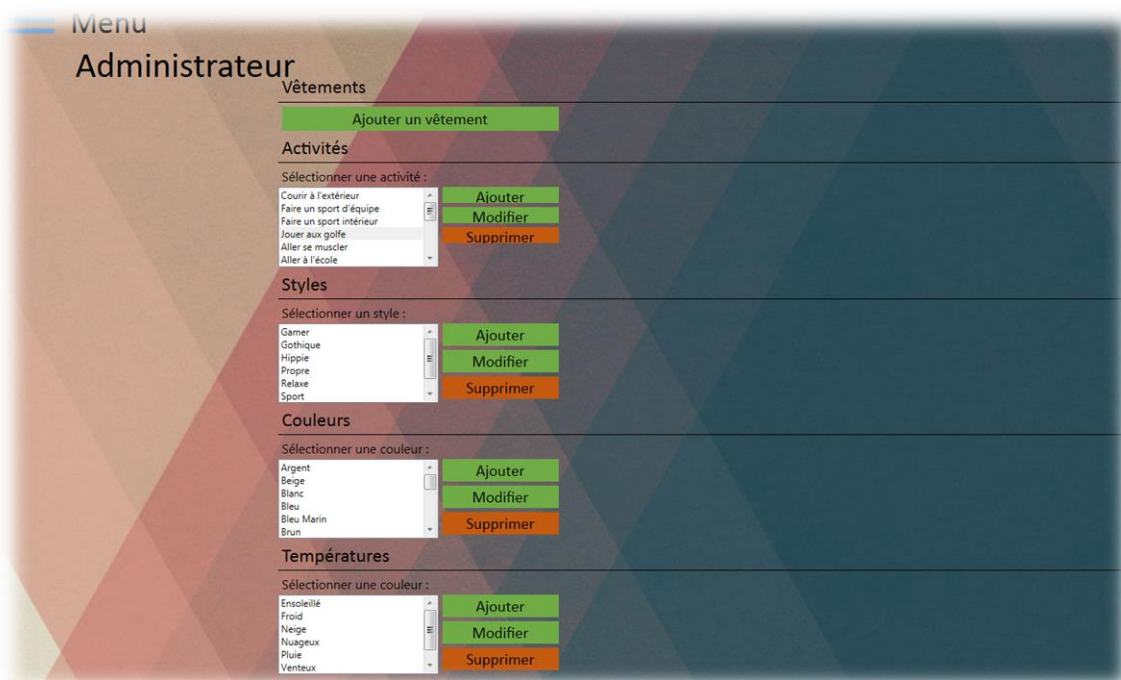 Menu
Administrateur
Vêtements
Ajouter un vêtement
Activités
Sélectionner une activité :
Courir à l'extérieur
Faire un sport d'équipe
Faire un sport intérieur
Jouer aux golfe
Aller se muscler
Aller à l'école
Ajouter
Modifier
Supprimer
Styles
Sélectionner un style :
Gamer
Gothique
Hippie
Propre
Relaxe
Sport
Ajouter
Modifier
Supprimer
Couleurs
Sélectionner une couleur :
Argent
Beige
Blanc
Bleu
Bleu Marin
Brun
Ajouter
Modifier
Supprimer
Températures
Sélectionner une couleur :
Ensoleillé
Froid
Neige
Nuageux
Pluie
Venteux
Ajouter
Modifier
Supprimer